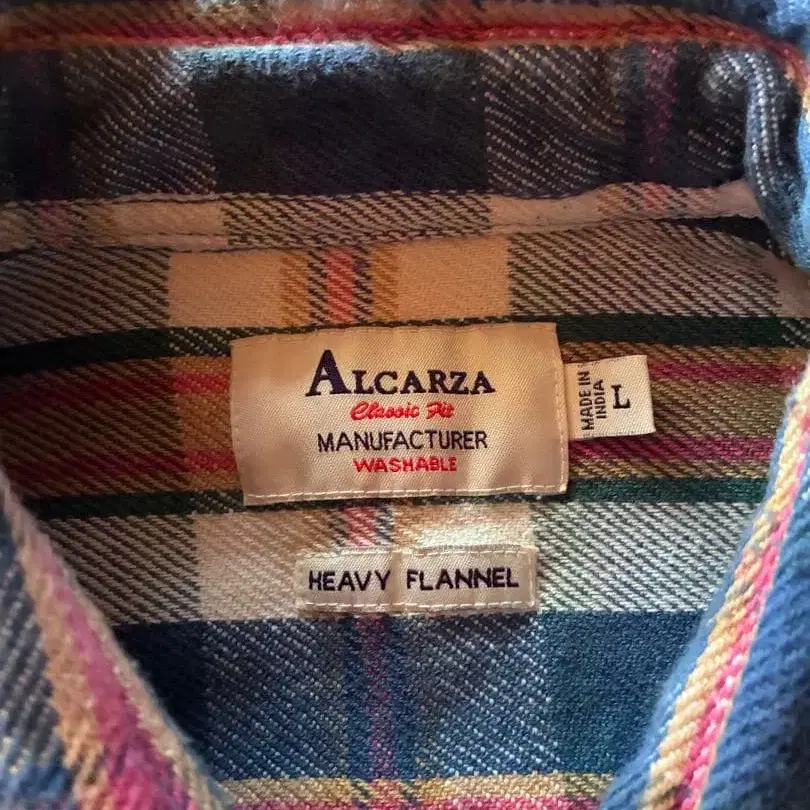 ALCARZA
Classic Fit
MANUFACTURER
WASHABLE
MADE IN
INDIA
L
HEAVY FLANNEL